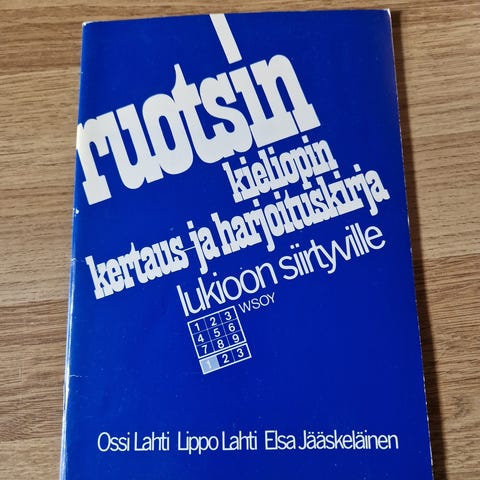 ruotsin
kieliopin
kertaus-ja harjoituskirja
lukioon siirtyville
WSOY
1 2 3
4 5 6
7 8 9
1 2 3
Ossi Lahti Lippo Lahti Elsa Jääskeläinen